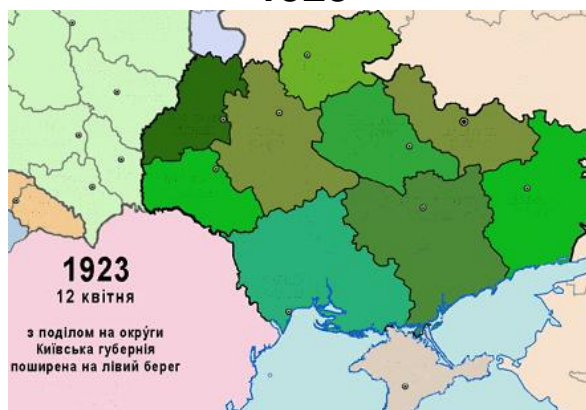 1923
12 квітня
з поділом на окру́ги
Київська губернія
поширена на лівий берег